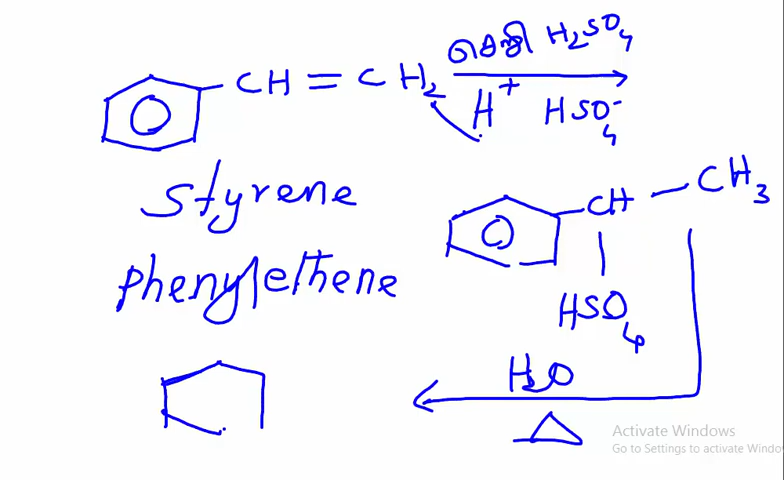 CH = CH2 ගාඪ H2SO4
H+ HSO4-
styrene
CH - CH3
HSO4
phenylethene
H2O
△
Activate Windows
Go to Settings to activate Windo